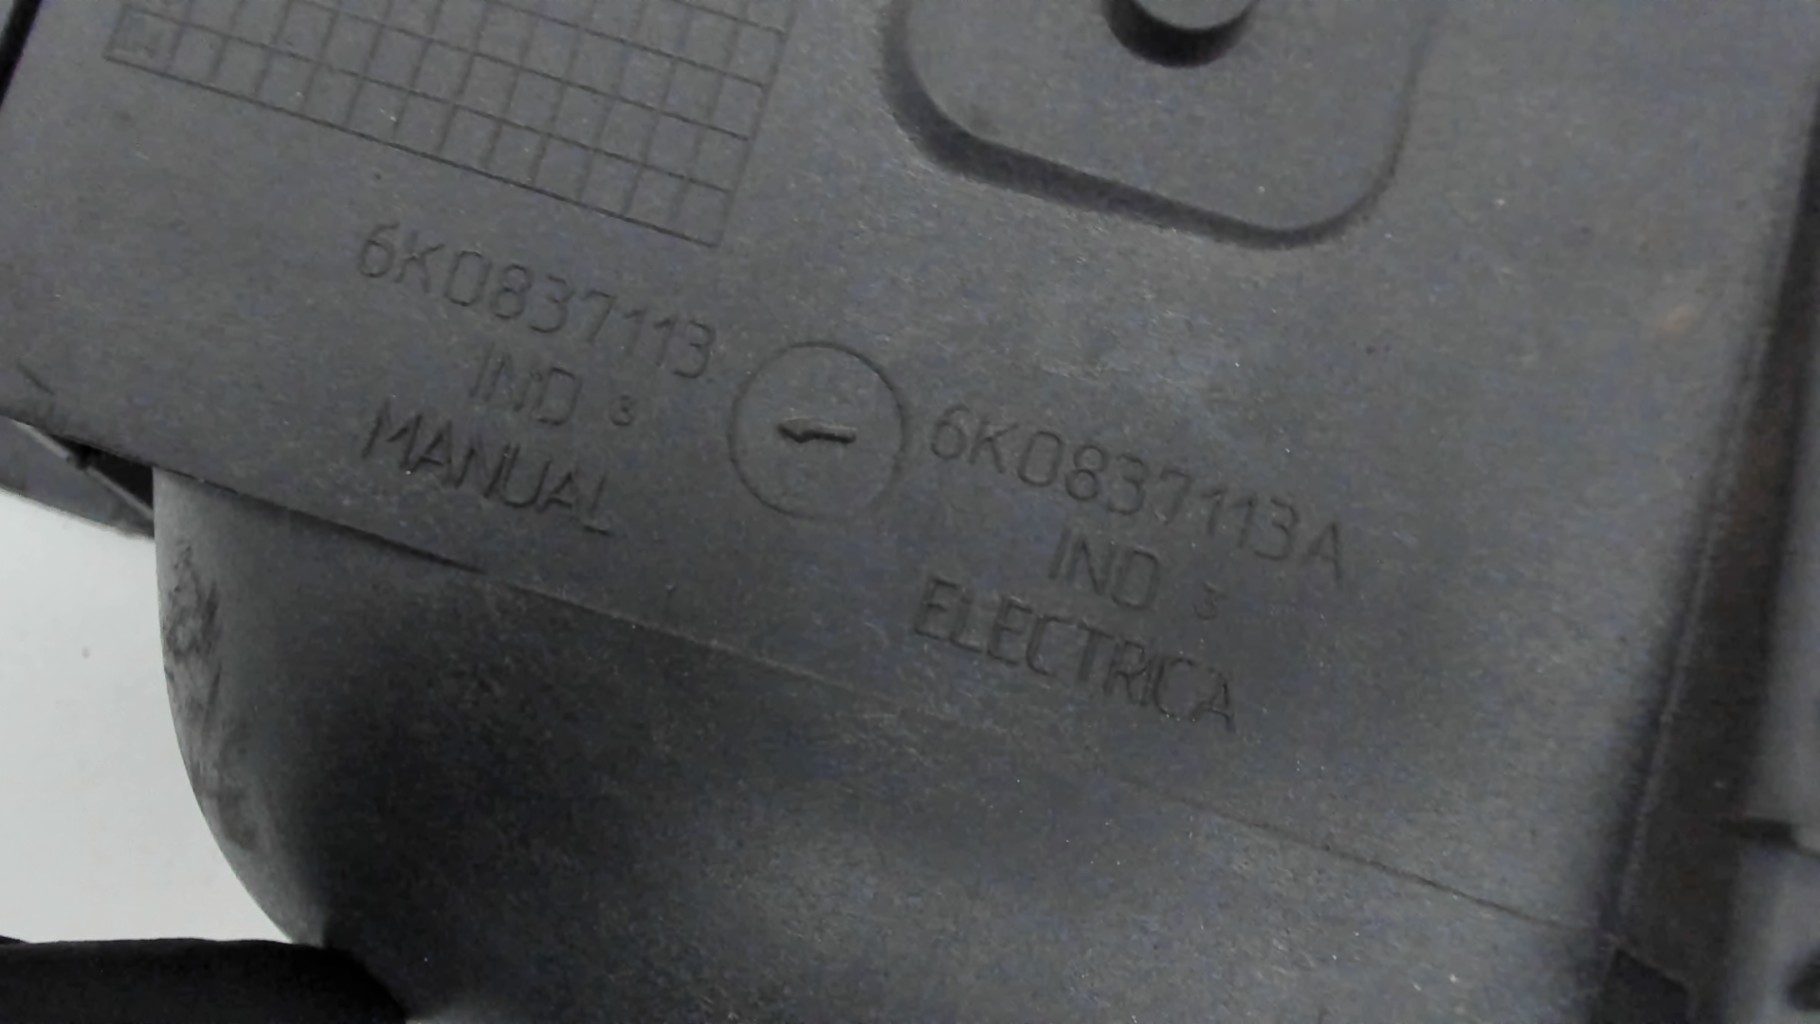 6K0837113
IND 3
MANUAL
6K0837113A
IND 3
ELECTRICA